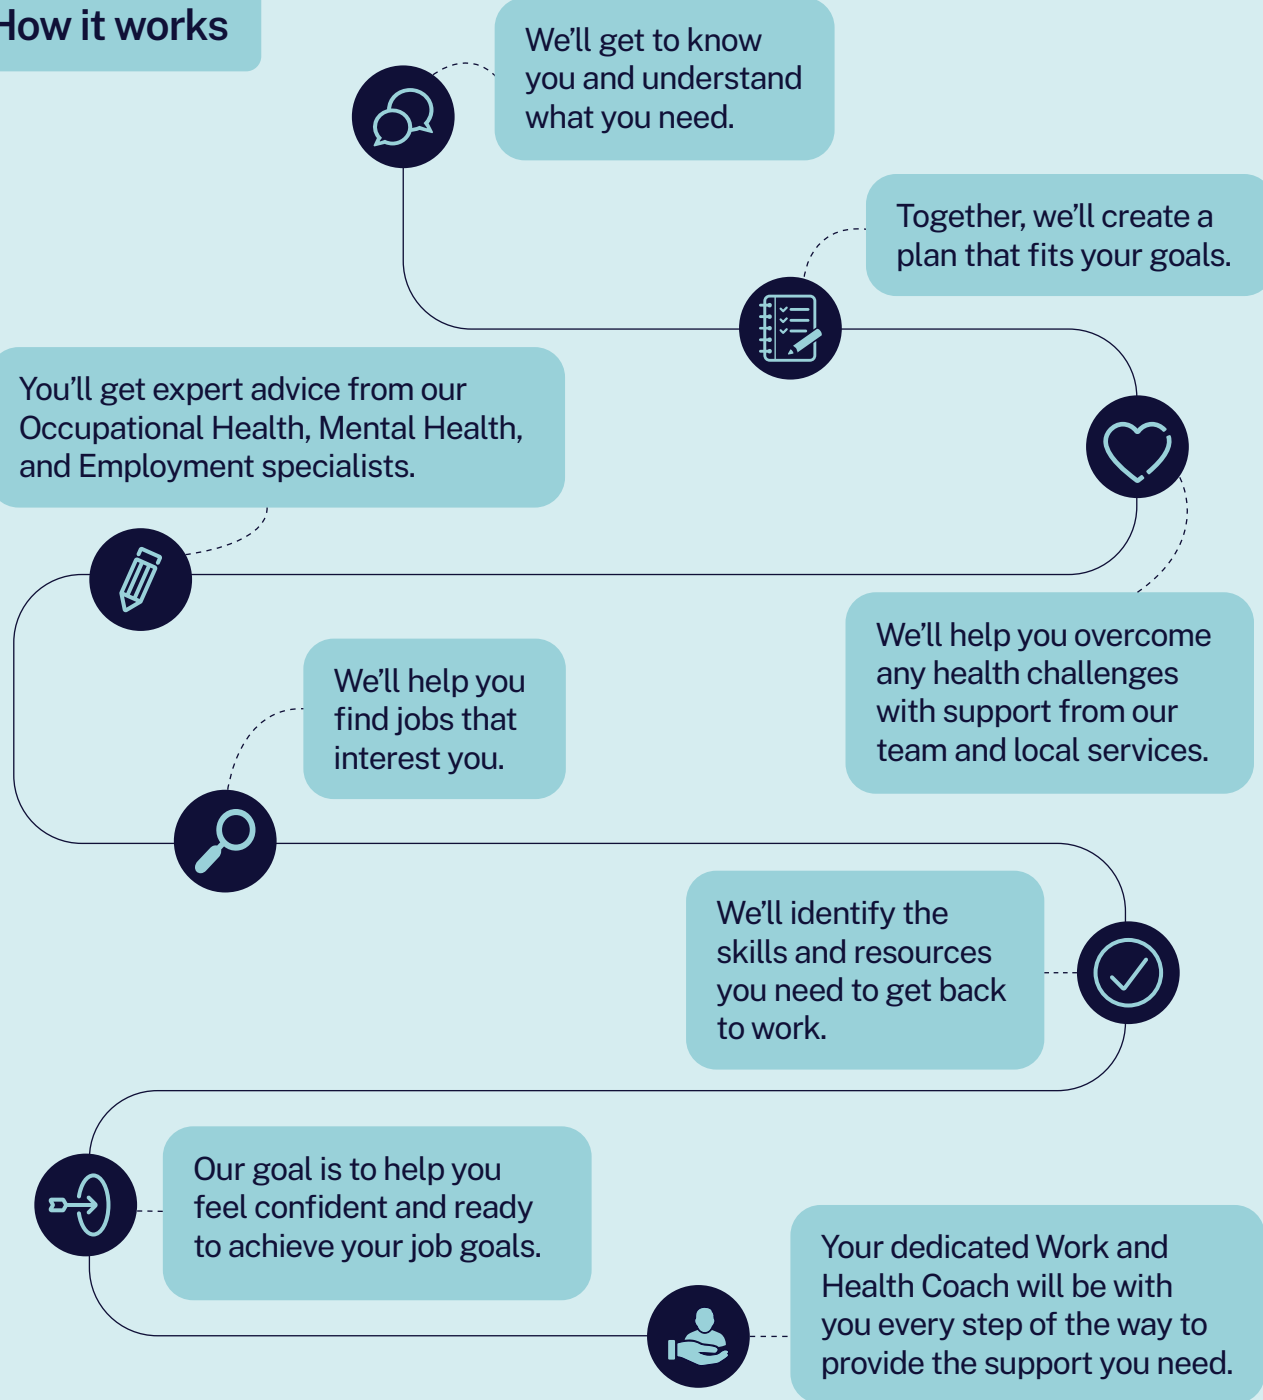 How it works
We’ll get to know
you and understand
what you need.
Together, we’ll create a
plan that fits your goals.
We’ll help you overcome
any health challenges
with support from our
team and local services.
You’ll get expert advice from our
Occupational Health, Mental Health,
and Employment specialists.
We’ll help you
find jobs that
interest you.
We’ll identify the
skills and resources
you need to get back
to work.
Our goal is to help you
feel confident and ready
to achieve your job goals.
Your dedicated Work and
Health Coach will be with
you every step of the way to
provide the support you need.